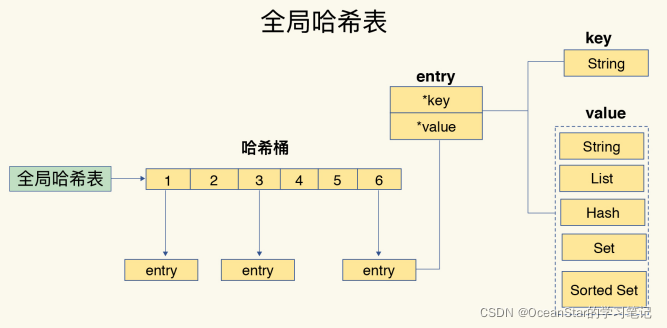 全局哈希表
key
String
entry
*key
*value
value
哈希桶
String
全局哈希表
1
2
3
4
5
6
List
Hash
Set
entry
entry
entry
Sorted Set
CSDN @OceanStar的学习笔记